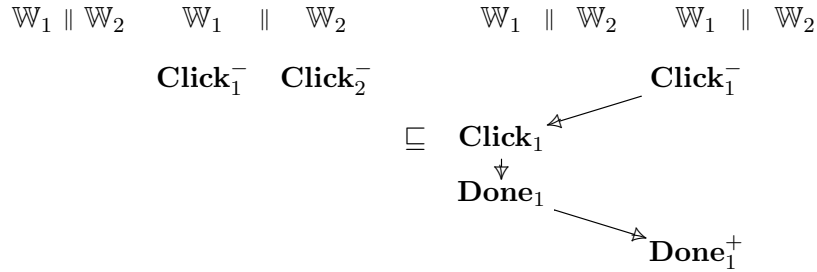 𝕎₁ ∥ 𝕎₂ 𝕎₁ ∥ 𝕎₂ 𝕎₁ ∥ 𝕎₂ 𝕎₁ ∥ 𝕎₂
Click₁⁻ Click₂⁻ Click₁⁻
⊑ Click₁
Done₁
Done₁⁺